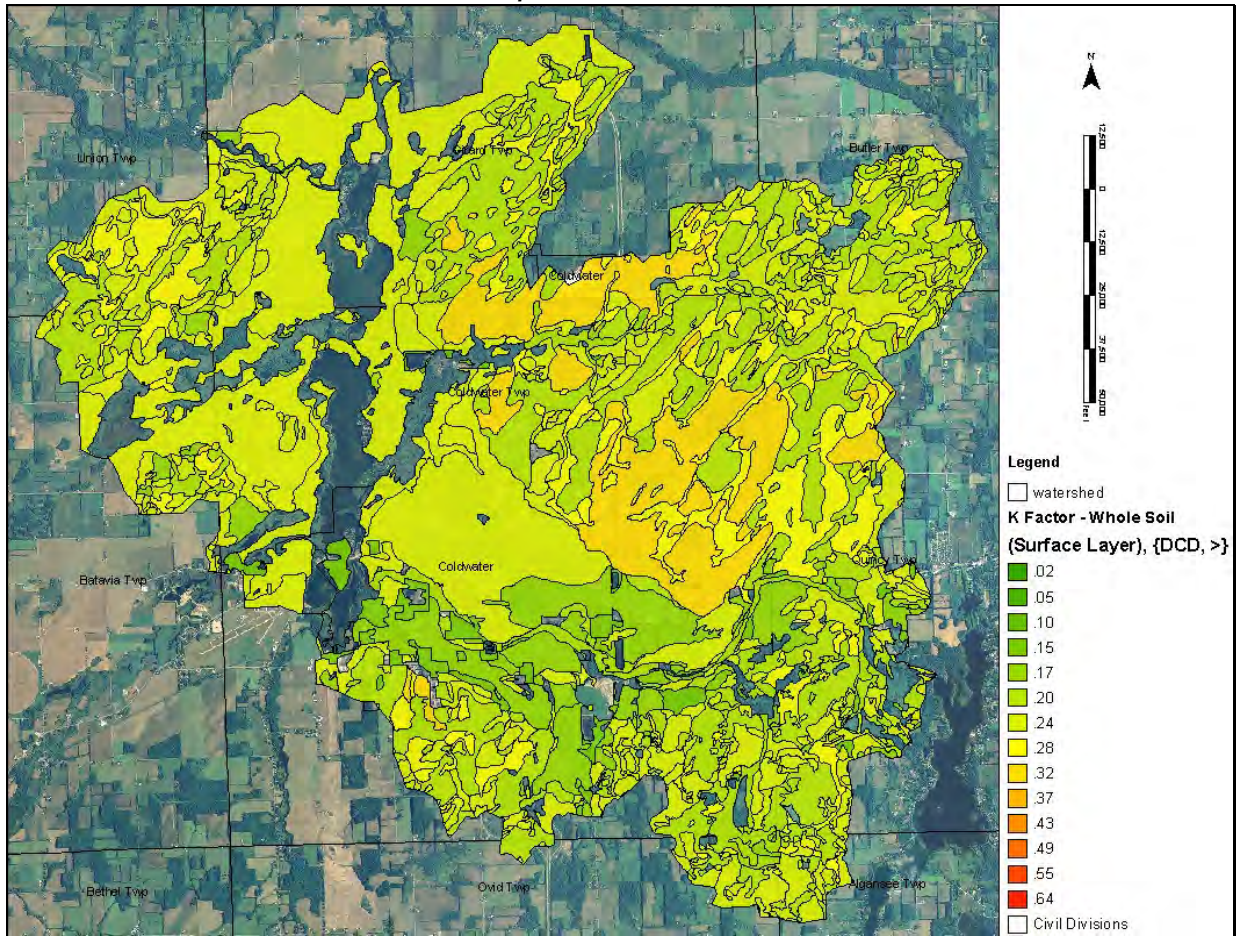 Union Twp
Girard Twp
Butler Twp
Coldwater
Coldwater Twp
Coldwater
Quincy Twp
Batavia Twp
Bethel Twp
Ovid Twp
Algansee Twp
N
12,500
0
12,500
25,000
37,500
50,000
Feet
Legend
watershed
K Factor - Whole Soil
(Surface Layer), {DCD, >}
.02
.05
.10
.15
.17
.20
.24
.28
.32
.37
.43
.49
.55
.64
Civil Divisions